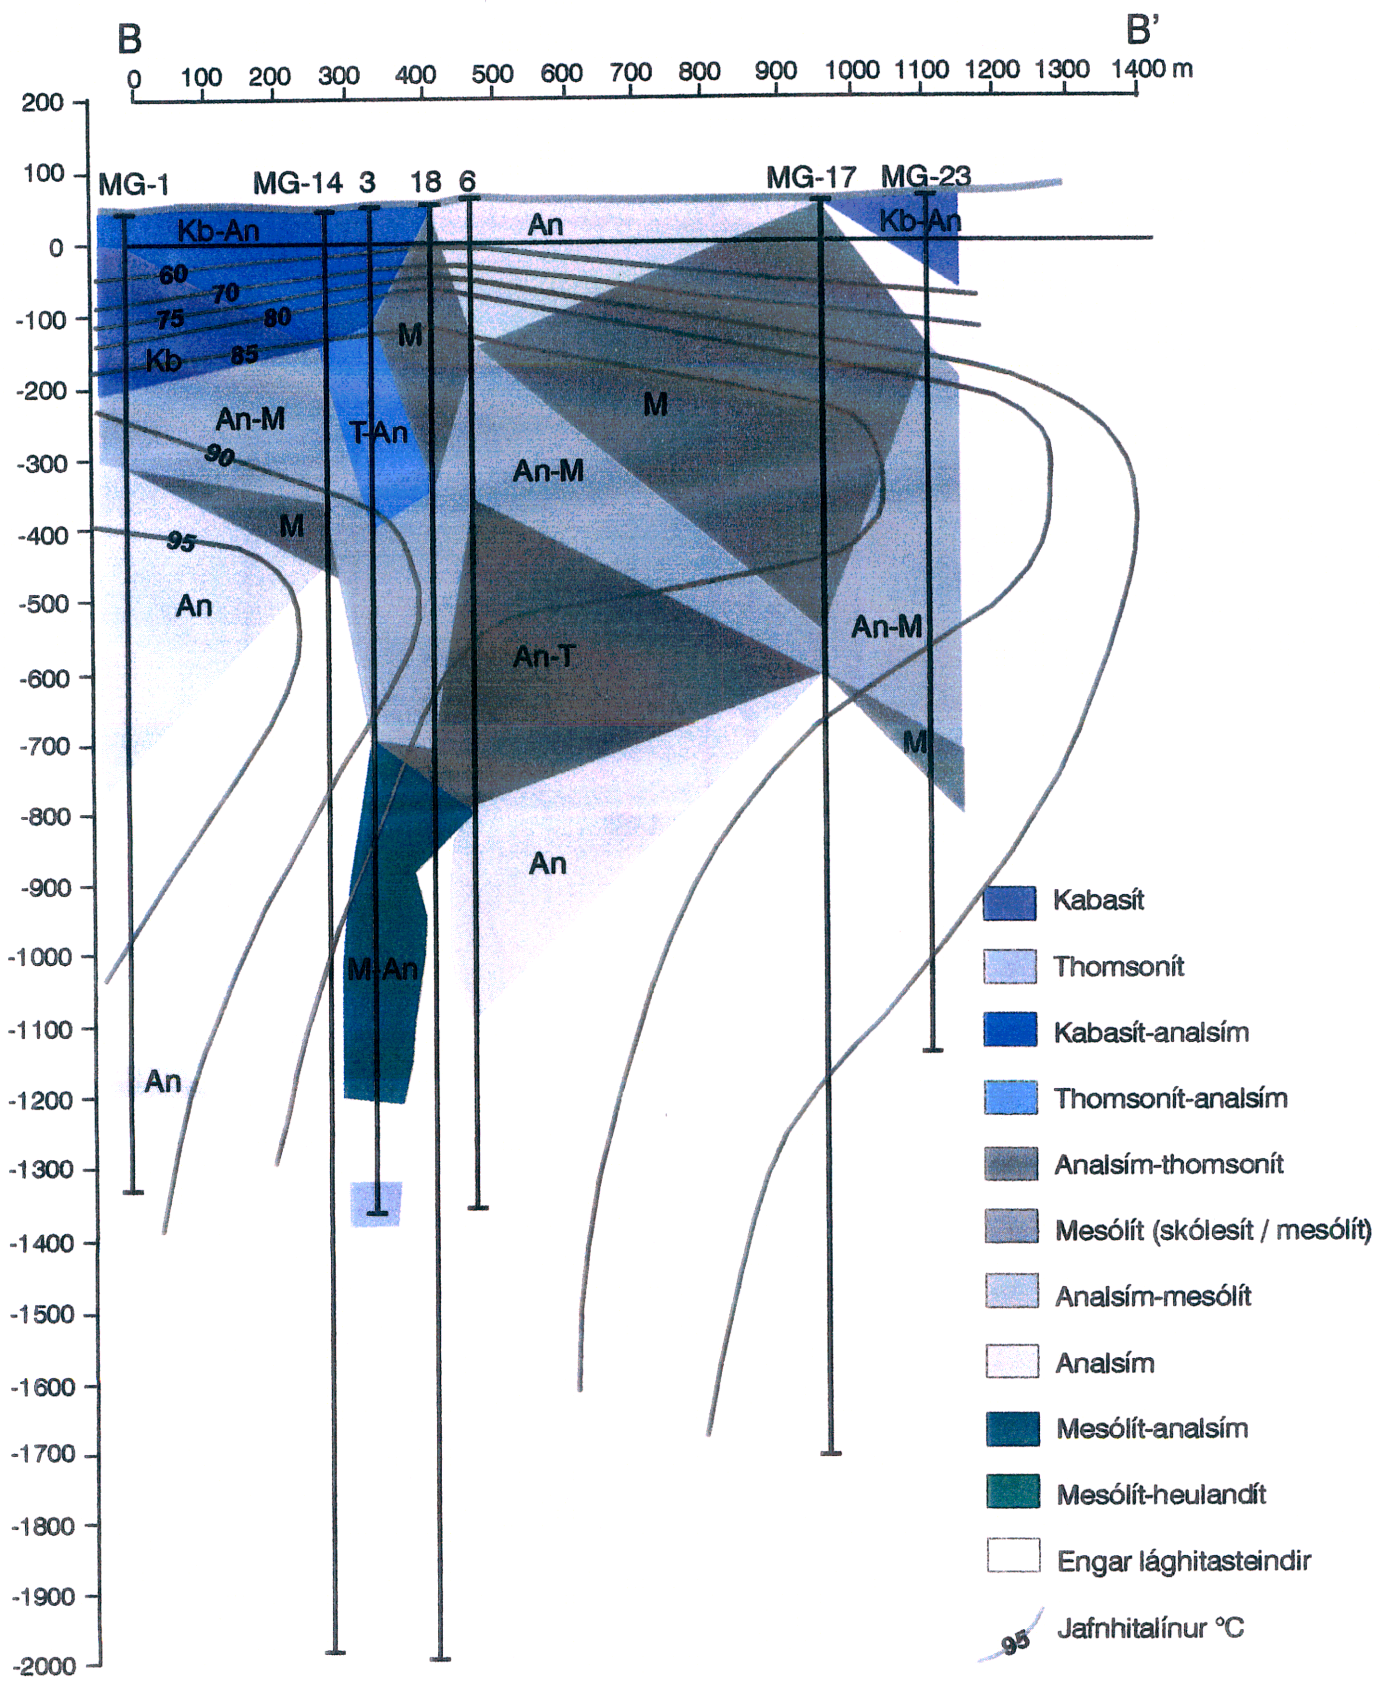 B B’
0 100 200 300 400 500 600 700 800 900 1000 1100 1200 1300 1400 m
200
100
0
-100
-200
-300
-400
-500
-600
-700
-800
-900
-1000
-1100
-1200
-1300
-1400
-1500
-1600
-1700
-1800
-1900
-2000
MG-1 MG-14 3 18 6 MG-17 MG-23
Kb-An An Kb-An
60
70
75 80
Kb 85 M
An-M T-An M
90 An-M
M
95
An An-M
An-T
M
An
M-An
An
Kabasít
Thomsonít
Kabasít-analsím
Thomsonít-analsím
Analsím-thomsonít
Mesólít (skólesít / mesólít)
Analsím-mesólít
Analsím
Mesólít-analsím
Mesólít-heulandít
Engar lághitasteindir
95 Jafnhitalínur °C